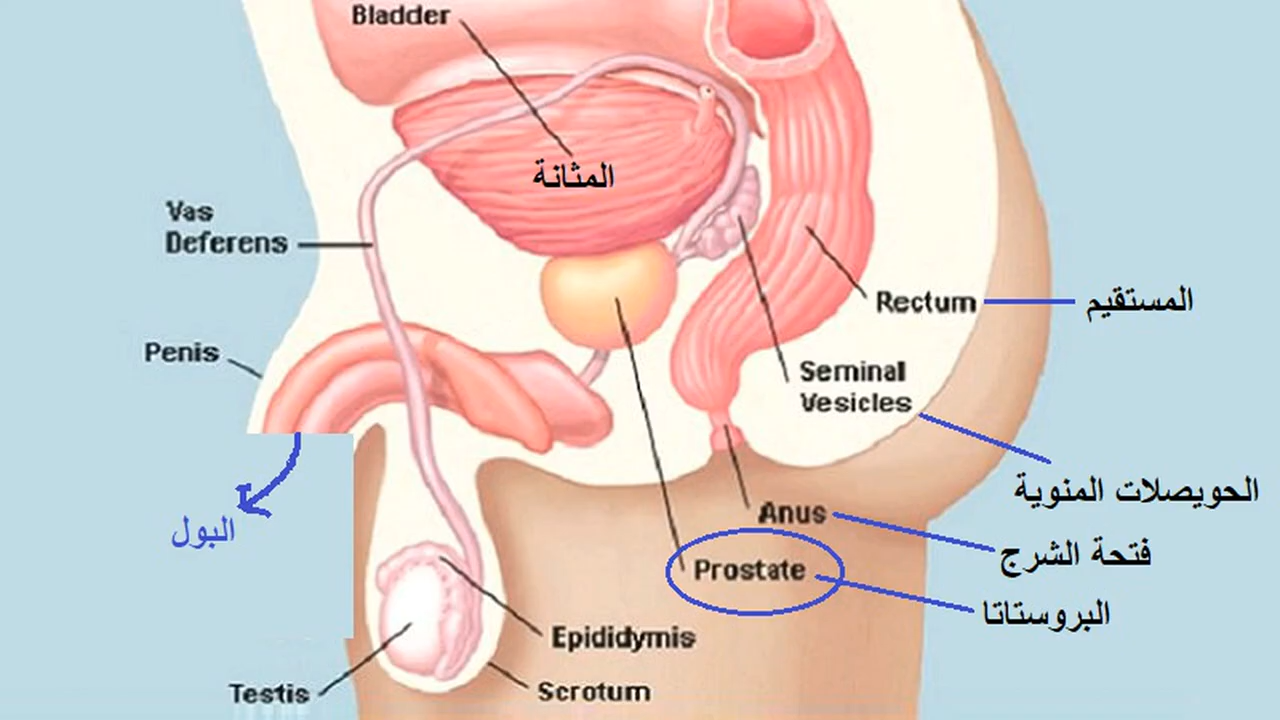 Bladder
المثانة
Vas
Deferens
Rectum
المستقيم
Penis
Seminal
Vesicles
الحويصلات المنوية
Anus
فتحة الشرج
البول
Prostate
البروستاتا
Epididymis
Testis
Scrotum